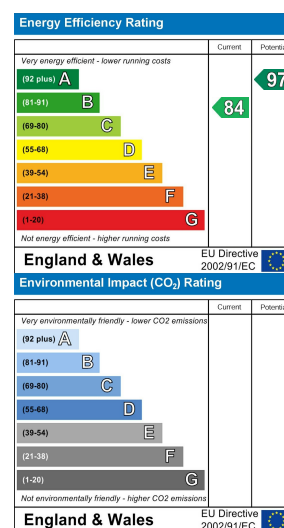 Energy Efficiency Rating
Current Potentia
Very energy efficient - lower running costs
(92 plus) A 97
(81-91) B 84
(69-80) C
(55-68) D
(39-54) E
(21-38) F
(1-20) G
Not energy efficient - higher running costs
England & Wales EU Directive 2002/91/EC
Environmental Impact (CO₂) Rating
Current Potentia
Very environmentally friendly - lower CO2 emissions
(92 plus) A
(81-91) B
(69-80) C
(55-68) D
(39-54) E
(21-38) F
(1-20) G
Not environmentally friendly - higher CO2 emissions
England & Wales EU Directive 2002/91/EC